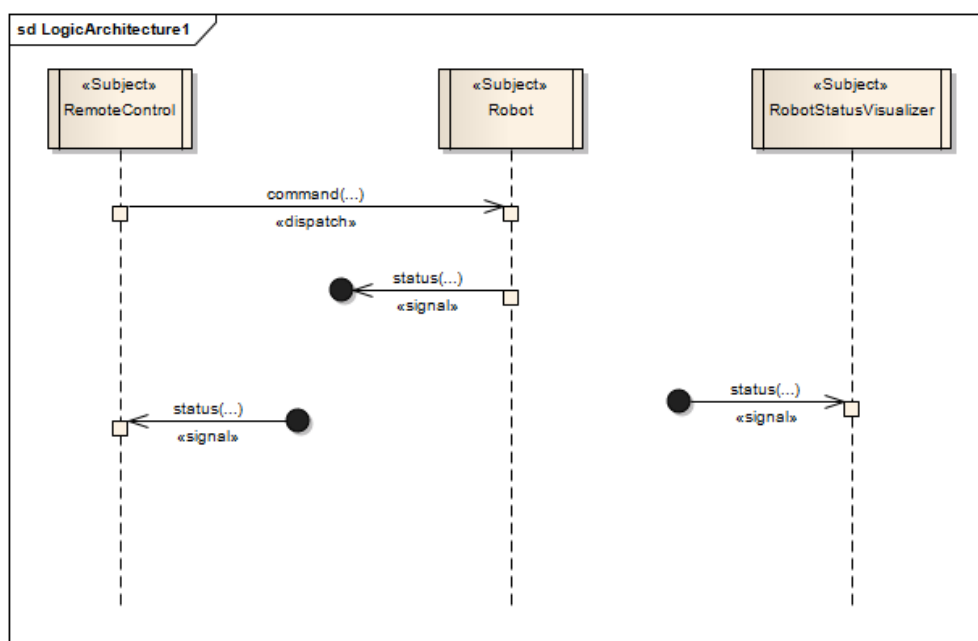 sd LogicArchitecture1
«Subject»
RemoteControl
«Subject»
Robot
«Subject»
RobotStatusVisualizer
command(...)
«dispatch»
status(...)
«signal»
status(...)
«signal»
status(...)
«signal»